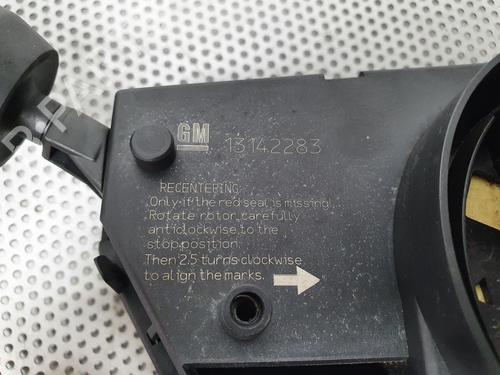 GM 13142283
RECENTERING:
Only if the red seal is missing!
Rotate rotor carefully
anticlockwise to the
stop position.
Then 2.5 turns clockwise
to align the marks.